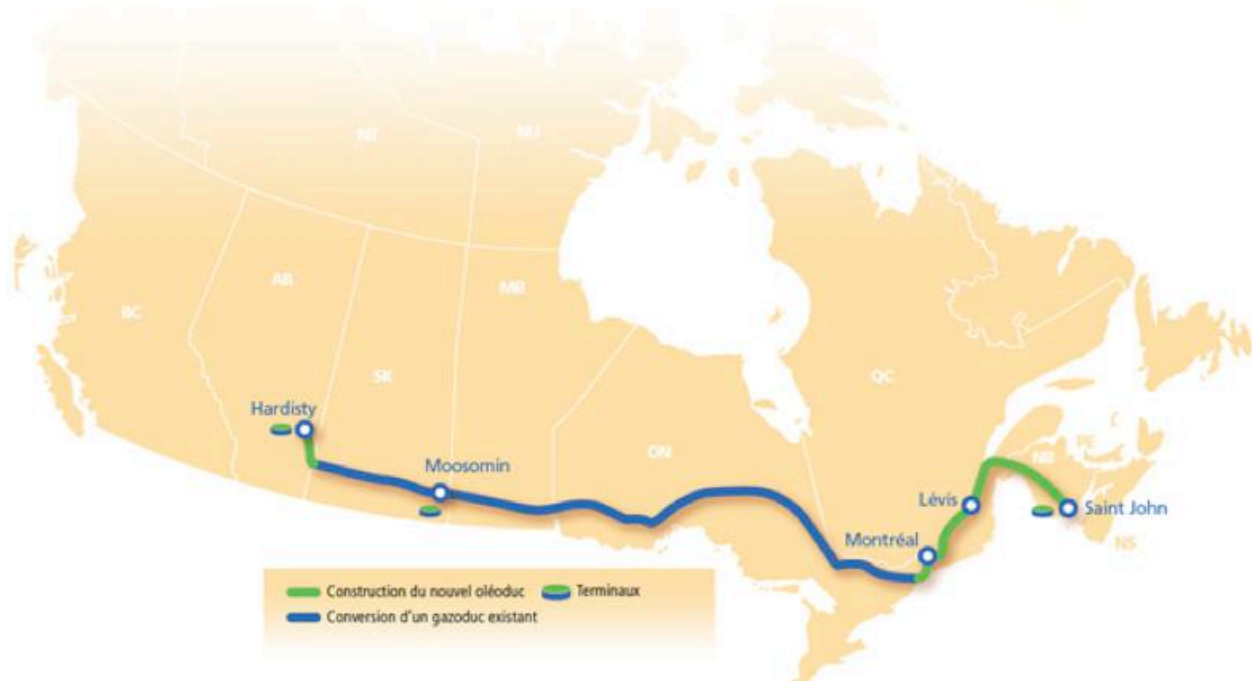 NT
NU
AB
BC
MB
SK
QC
Hardisty
Moosomin
ON
PE
NB
Lévis
Saint John
Montréal
NS
Construction du nouvel oléoduc
Terminaux
Conversion d'un gazoduc existant